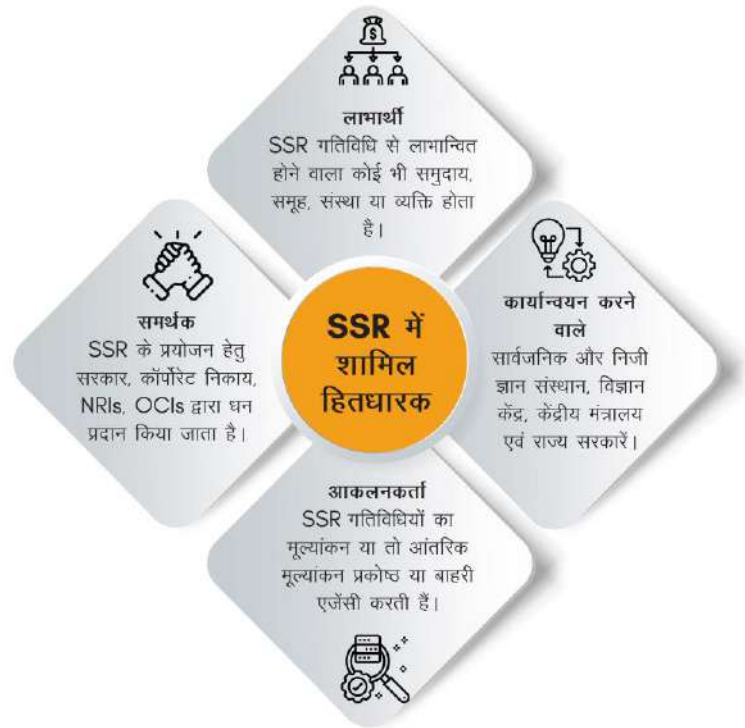 लाभार्थी
SSR गतिविधि से लाभान्वित
होने वाला कोई भी समुदाय,
समूह, संस्था या व्यक्ति होता
है।
समर्थक
SSR के प्रयोजन हेतु
सरकार, कॉर्पोरेट निकाय,
NRIs, OCIs द्वारा धन
प्रदान किया जाता है।
SSR में
शामिल
हितधारक
कार्यान्वयन करने
वाले
सार्वजनिक और निजी
ज्ञान संस्थान, विज्ञान
केंद्र, केंद्रीय मंत्रालय
एवं राज्य सरकारें।
आकलनकर्ता
SSR गतिविधियों का
मूल्यांकन या तो आंतरिक
मूल्यांकन प्रकोष्ठ या बाहरी
एजेंसी करती हैं।